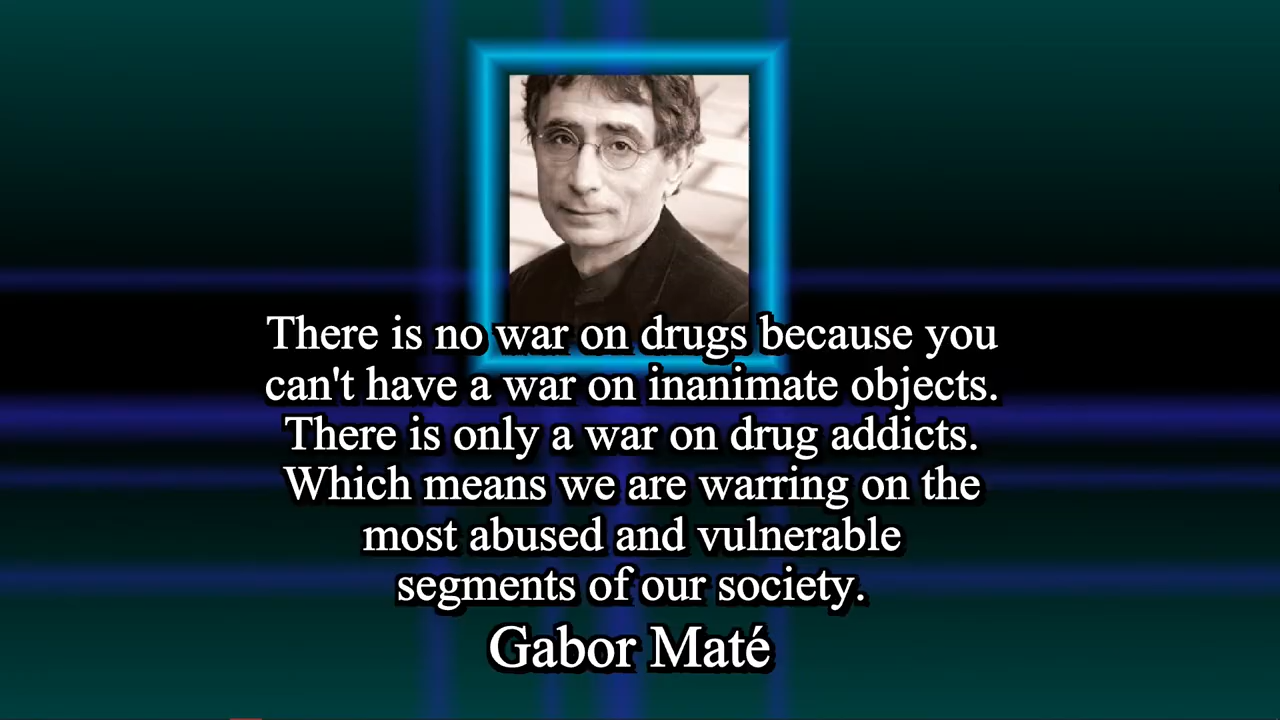 There is no war on drugs because you
can't have a war on inanimate objects.
There is only a war on drug addicts.
Which means we are warring on the
most abused and vulnerable
segments of our society.
Gabor Maté